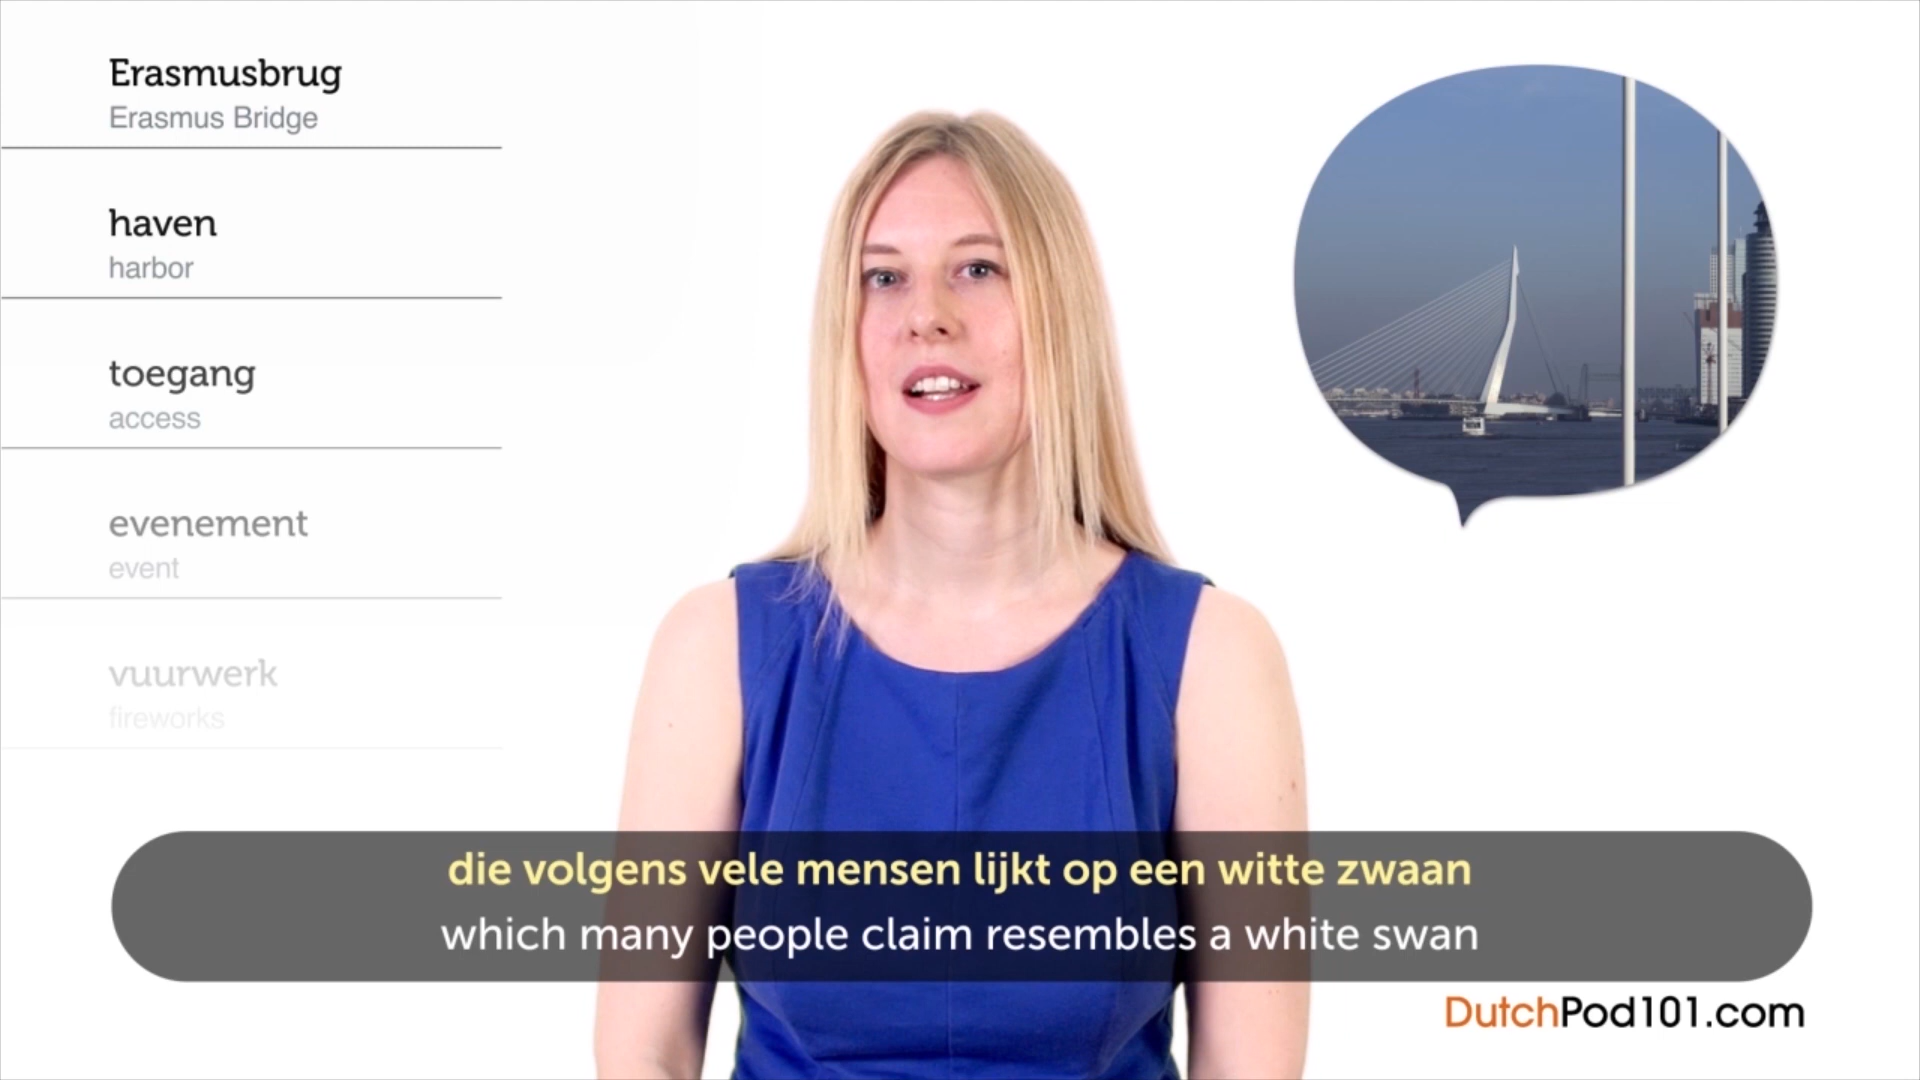 Erasmusbrug
Erasmus Bridge
haven
harbor
toegang
access
evenement
event
vuurwerk
fireworks
die volgens vele mensen lijkt op een witte zwaan
which many people claim resembles a white swan
DutchPod101.com